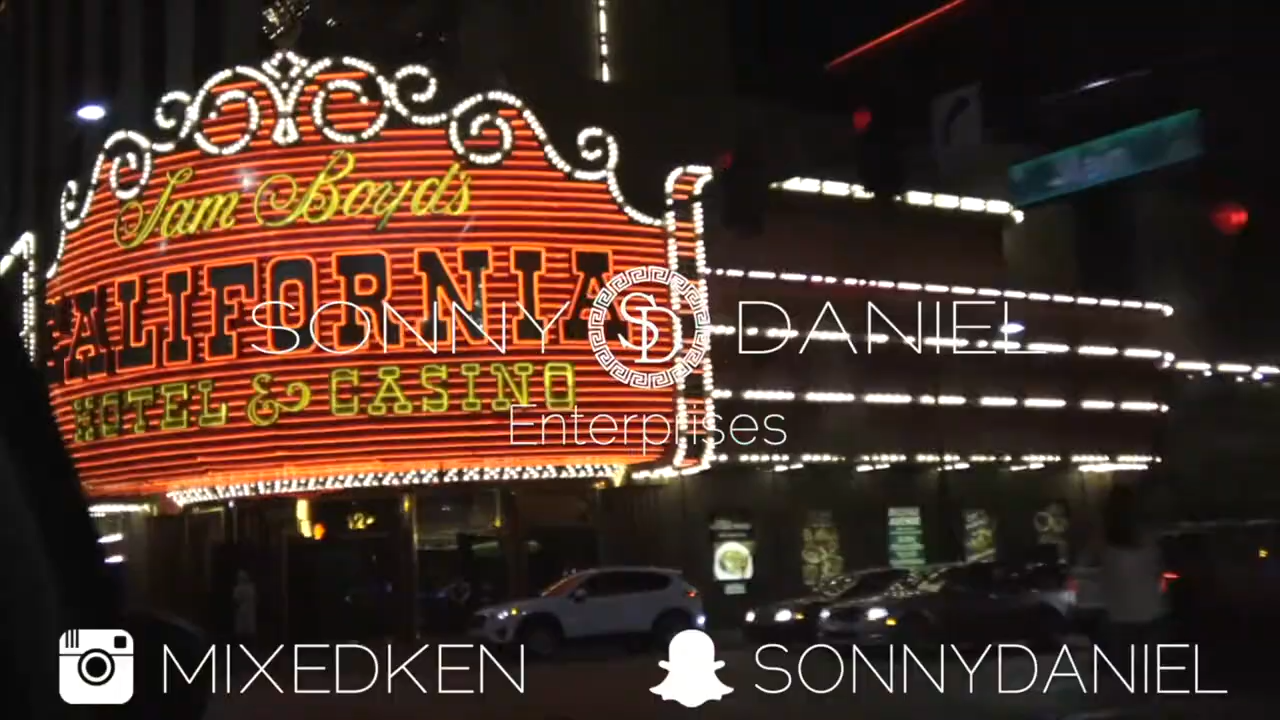 Sam Boyd's
CALIFORNIA
HOTEL & CASINO
SONNY SD DANIEL
Enterprises
MIXEDKEN
SONNYDANIEL